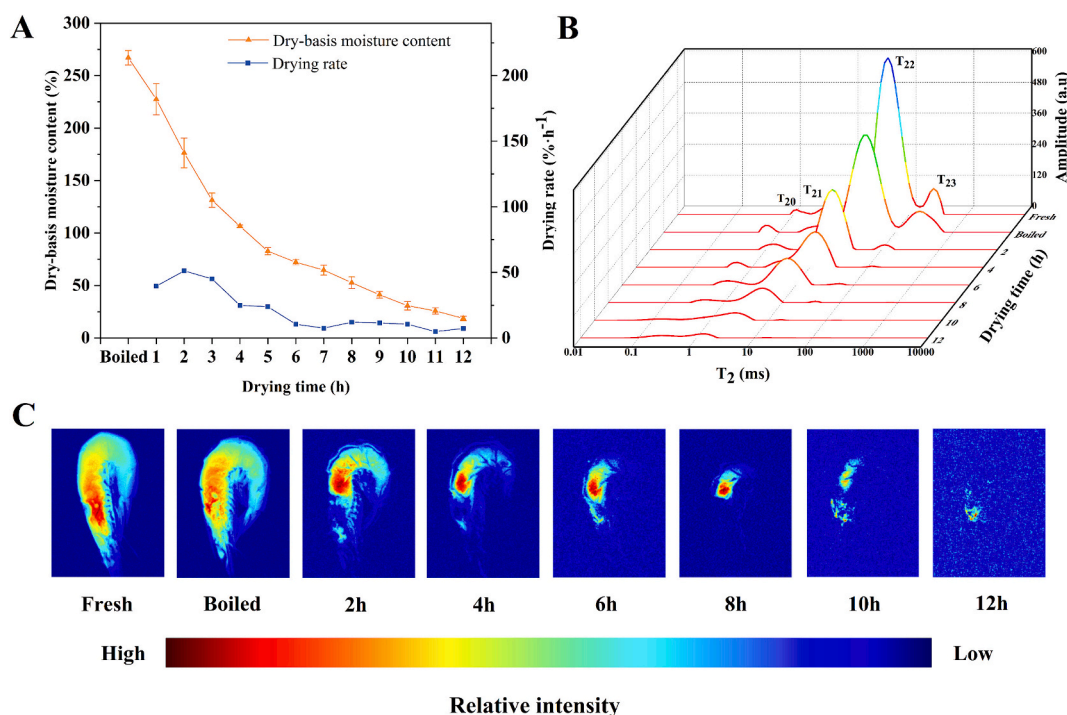 A
Dry-basis moisture content (%)
300
250
200
150
100
50
0
Dry-basis moisture content
Drying rate
200
150
100
50
0
Drying rate (%·h⁻¹)
Boiled 1 2 3 4 5 6 7 8 9 10 11 12
Drying time (h)
B
T22
T23
T21
T20
600
480
360
240
120
0
Amplitude (a.u)
Fresh
Boiled
2
4
6
8
10
12
Drying time (h)
0.01 0.1 1 10 100 1000 10000
T2 (ms)
C
Fresh Boiled 2h 4h 6h 8h 10h 12h
High Low
Relative intensity